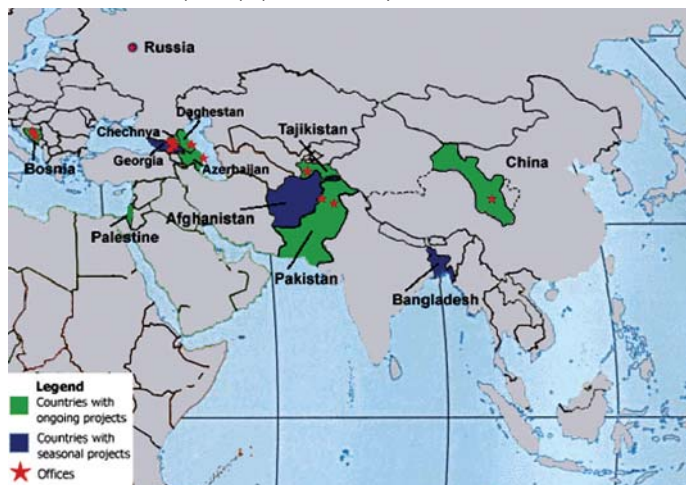 Russia
Daghestan
Chechnya
Tajikistan
Georgia
Azerbaijan
China
Bosnia
Afghanistan
Palestine
Pakistan
Bangladesh
Legend
Countries with
ongoing projects
Countries with
seasonal projects
Offices